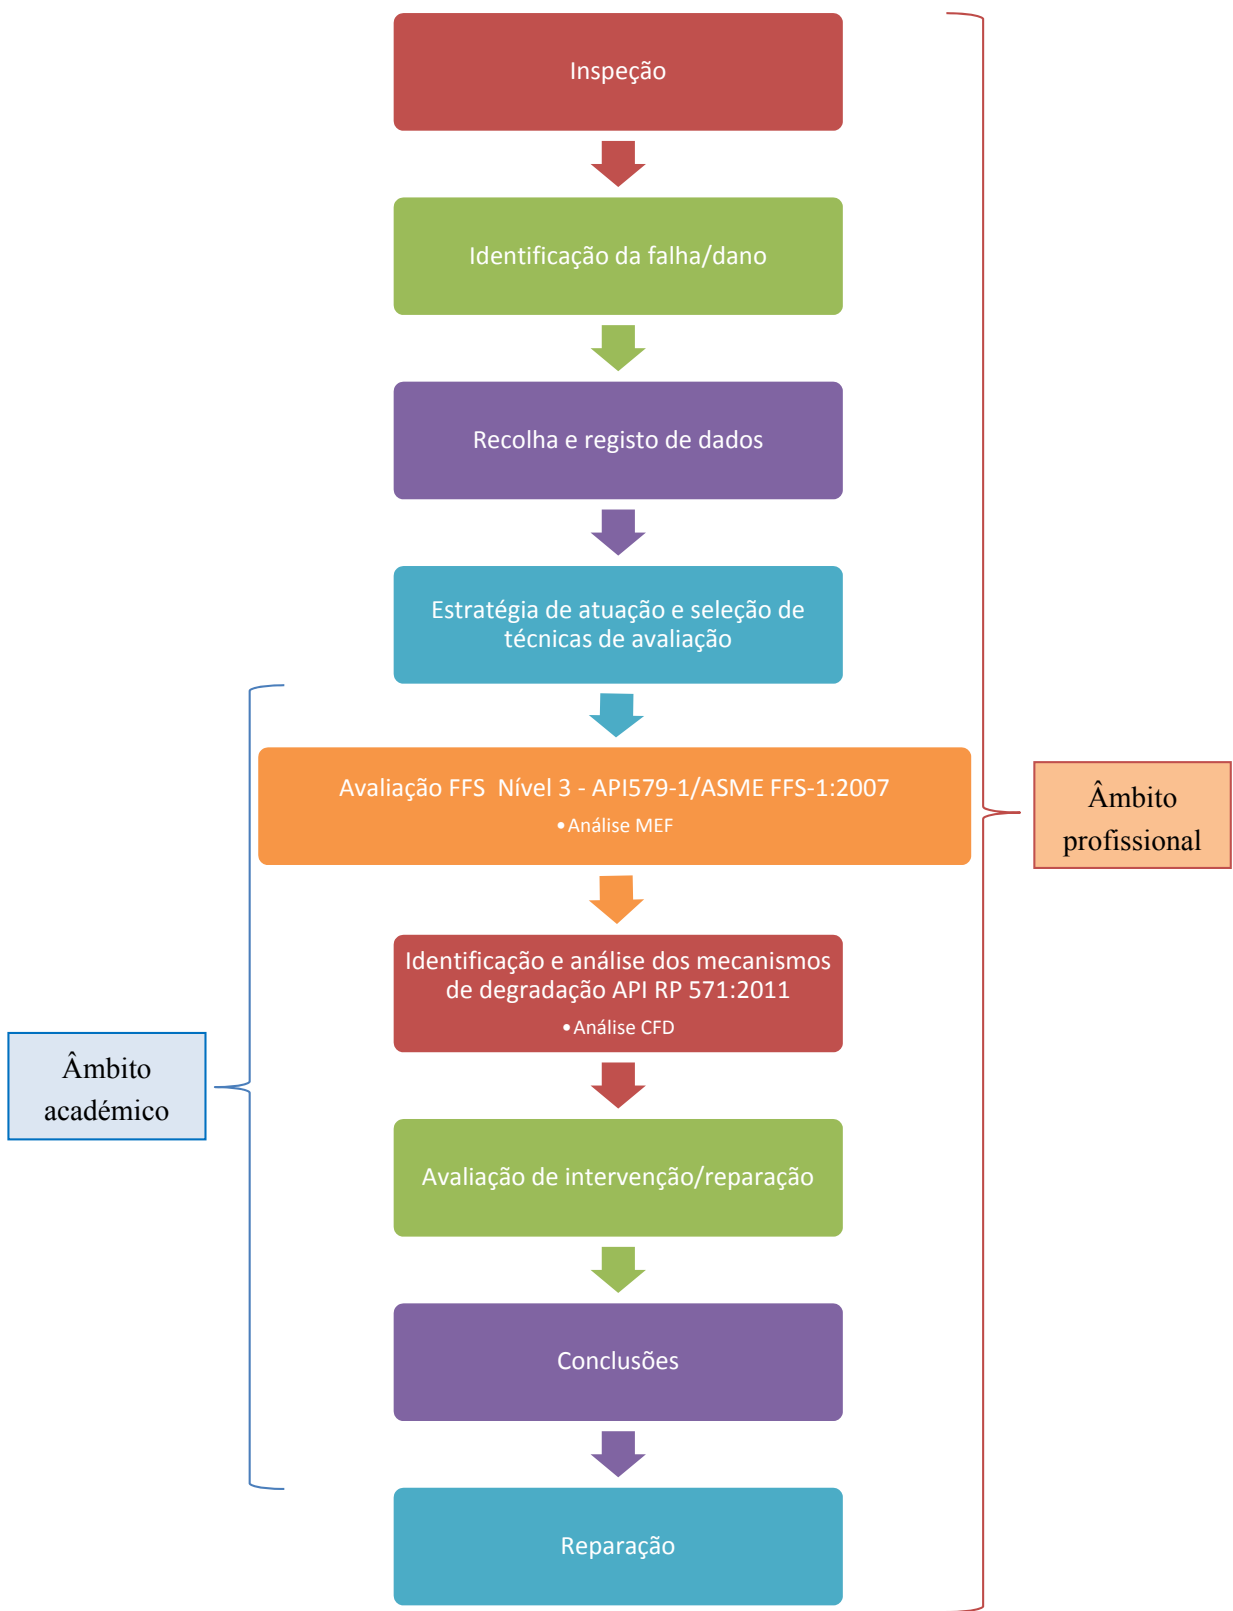 Inspeção
Identificação da falha/dano
Recolha e registo de dados
Estratégia de atuação e seleção de
técnicas de avaliação
Avaliação FFS  Nível 3 - API579-1/ASME FFS-1:2007
•Análise MEF
Âmbito
profissional
Identificação e análise dos mecanismos
de degradação API RP 571:2011
•Análise CFD
Âmbito
académico
Avaliação de intervenção/reparação
Conclusões
Reparação